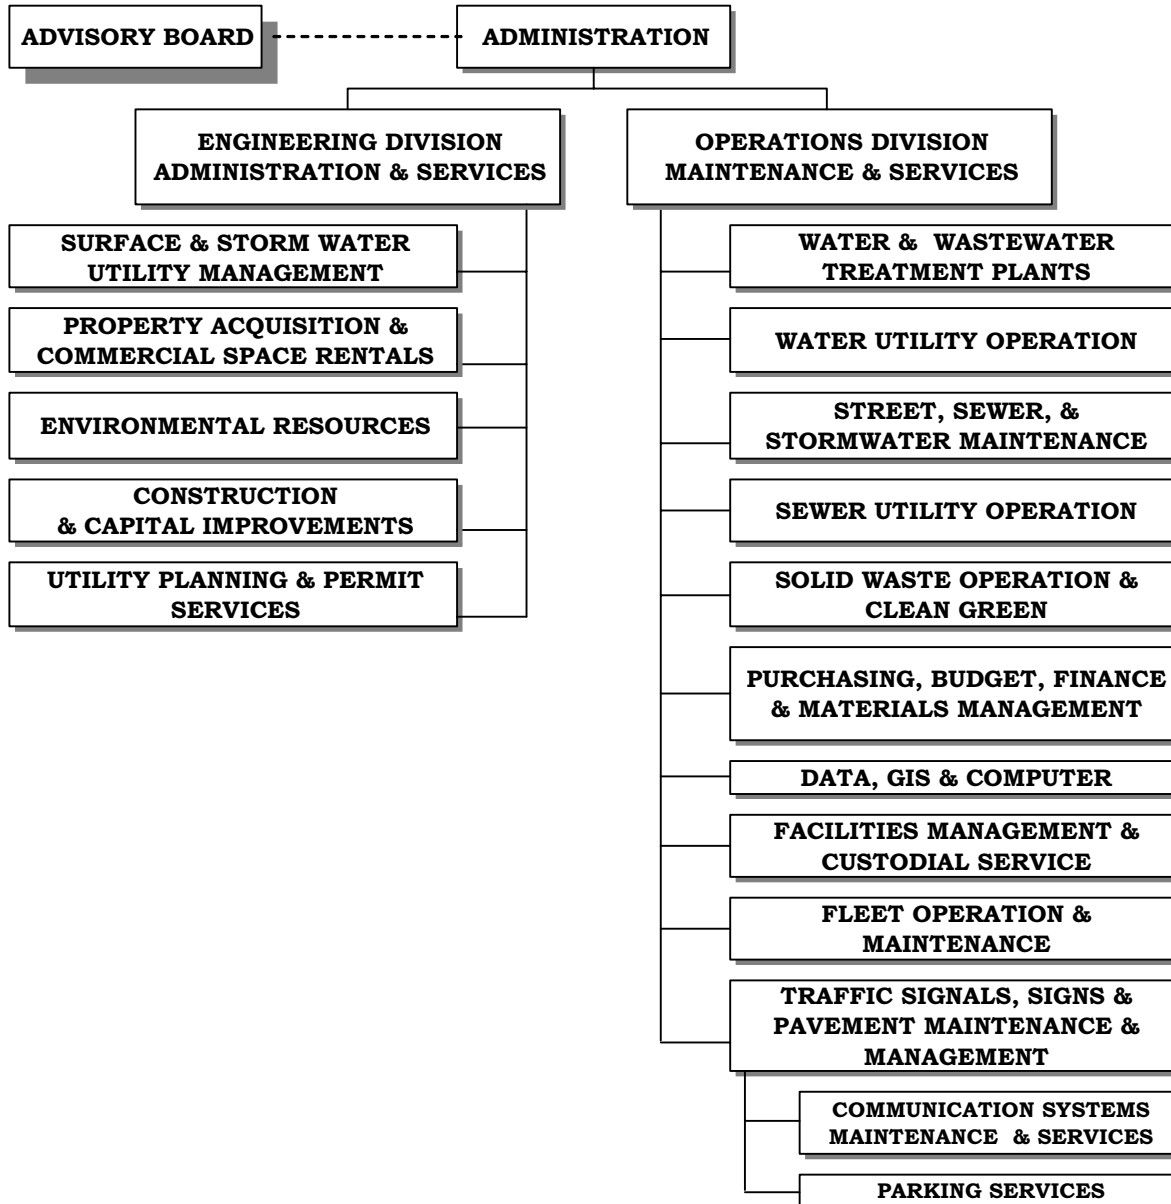 ADVISORY BOARD
ADMINISTRATION
ENGINEERING DIVISION
ADMINISTRATION & SERVICES
OPERATIONS DIVISION
MAINTENANCE & SERVICES
SURFACE & STORM WATER
UTILITY MANAGEMENT
PROPERTY ACQUISITION &
COMMERCIAL SPACE RENTALS
ENVIRONMENTAL RESOURCES
CONSTRUCTION
& CAPITAL IMPROVEMENTS
UTILITY PLANNING & PERMIT
SERVICES
WATER & WASTEWATER
TREATMENT PLANTS
WATER UTILITY OPERATION
STREET, SEWER, &
STORMWATER MAINTENANCE
SEWER UTILITY OPERATION
SOLID WASTE OPERATION &
CLEAN GREEN
PURCHASING, BUDGET, FINANCE
& MATERIALS MANAGEMENT
DATA, GIS & COMPUTER
FACILITIES MANAGEMENT &
CUSTODIAL SERVICE
FLEET OPERATION &
MAINTENANCE
TRAFFIC SIGNALS, SIGNS &
PAVEMENT MAINTENANCE &
MANAGEMENT
COMMUNICATION SYSTEMS
MAINTENANCE & SERVICES
PARKING SERVICES